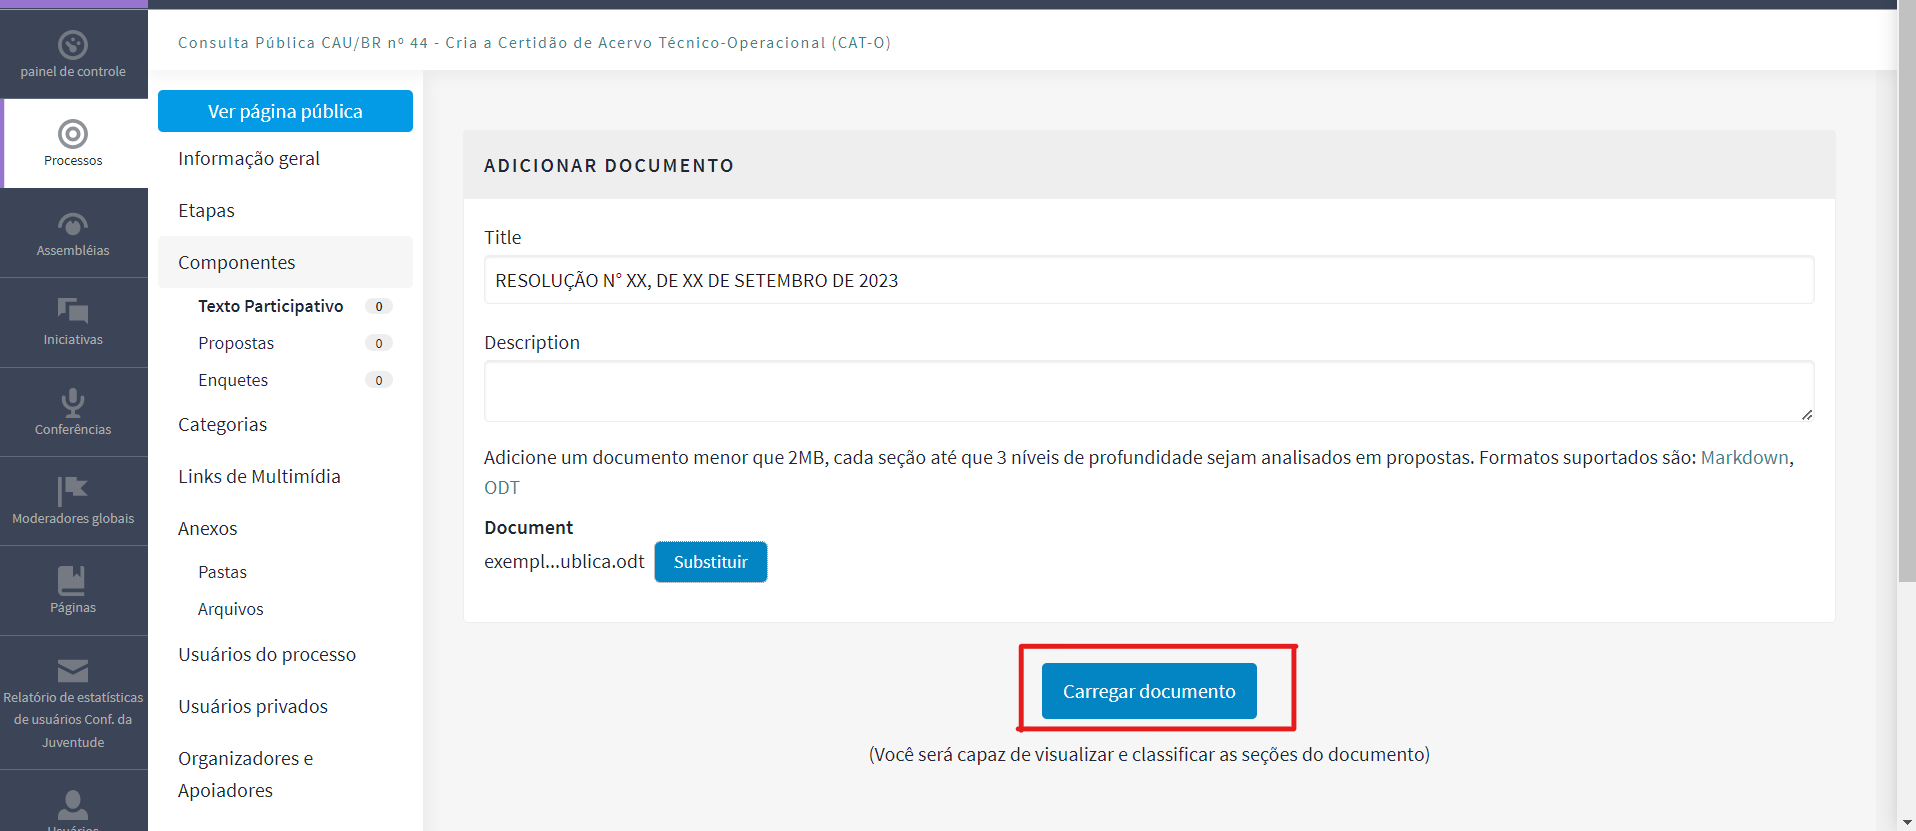 Consulta Pública CAU/BR nº 44 - Cria a Certidão de Acervo Técnico-Operacional (CAT-O)
painel de controle
Processos
Assembléias
Iniciativas
Conferências
Moderadores globais
Páginas
Relatório de estatísticas
de usuários Conf. da
Juventude
Usuários
Ver página pública
Informação geral
Etapas
Componentes
Texto Participativo 0
Propostas 0
Enquetes 0
Categorias
Links de Multimídia
Anexos
Pastas
Arquivos
Usuários do processo
Usuários privados
Organizadores e
Apoiadores
ADICIONAR DOCUMENTO
Title
RESOLUÇÃO N° XX, DE XX DE SETEMBRO DE 2023
Description
Adicione um documento menor que 2MB, cada seção até que 3 níveis de profundidade sejam analisados em propostas. Formatos suportados são: Markdown,
ODT
Document
exempl...ublica.odt Substituir
Carregar documento
(Você será capaz de visualizar e classificar as seções do documento)